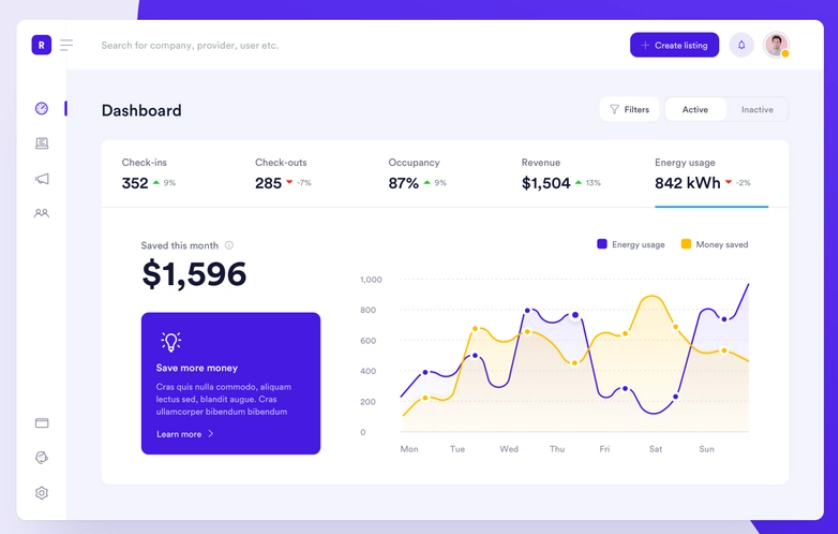 R
Search for company, provider, user etc.
+ Create listing
Dashboard
Filters
Active
Inactive
Check-ins
352 9%
Check-outs
285 -7%
Occupancy
87% 9%
Revenue
$1,504 13%
Energy usage
842 kWh -2%
Saved this month
$1,596
Energy usage
Money saved
Save more money
Cras quis nulla commodo, aliquam
lectus sed, blandit augue. Cras
ullamcorper bibendum bibendum
Learn more
1,000
800
600
400
200
0
Mon Tue Wed Thu Fri Sat Sun